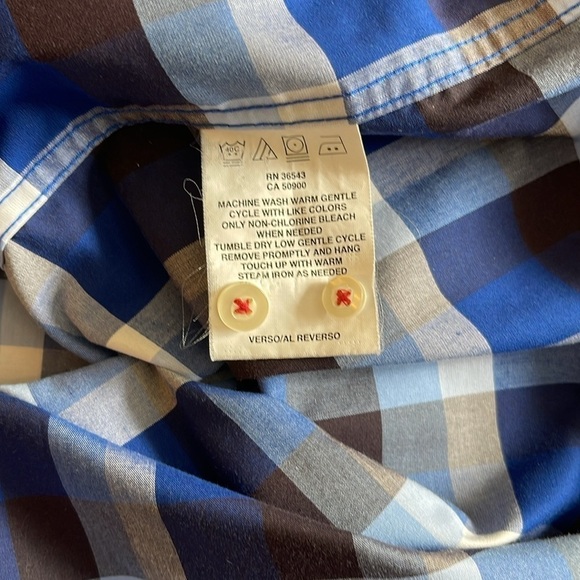 40C
RN 36543
CA 50900
MACHINE WASH WARM GENTLE
CYCLE WITH LIKE COLORS
ONLY NON-CHLORINE BLEACH
WHEN NEEDED
TUMBLE DRY LOW GENTLE CYCLE
REMOVE PROMPTLY AND HANG
TOUCH UP WITH WARM
STEAM IRON AS NEEDED
VERSO/AL REVERSO